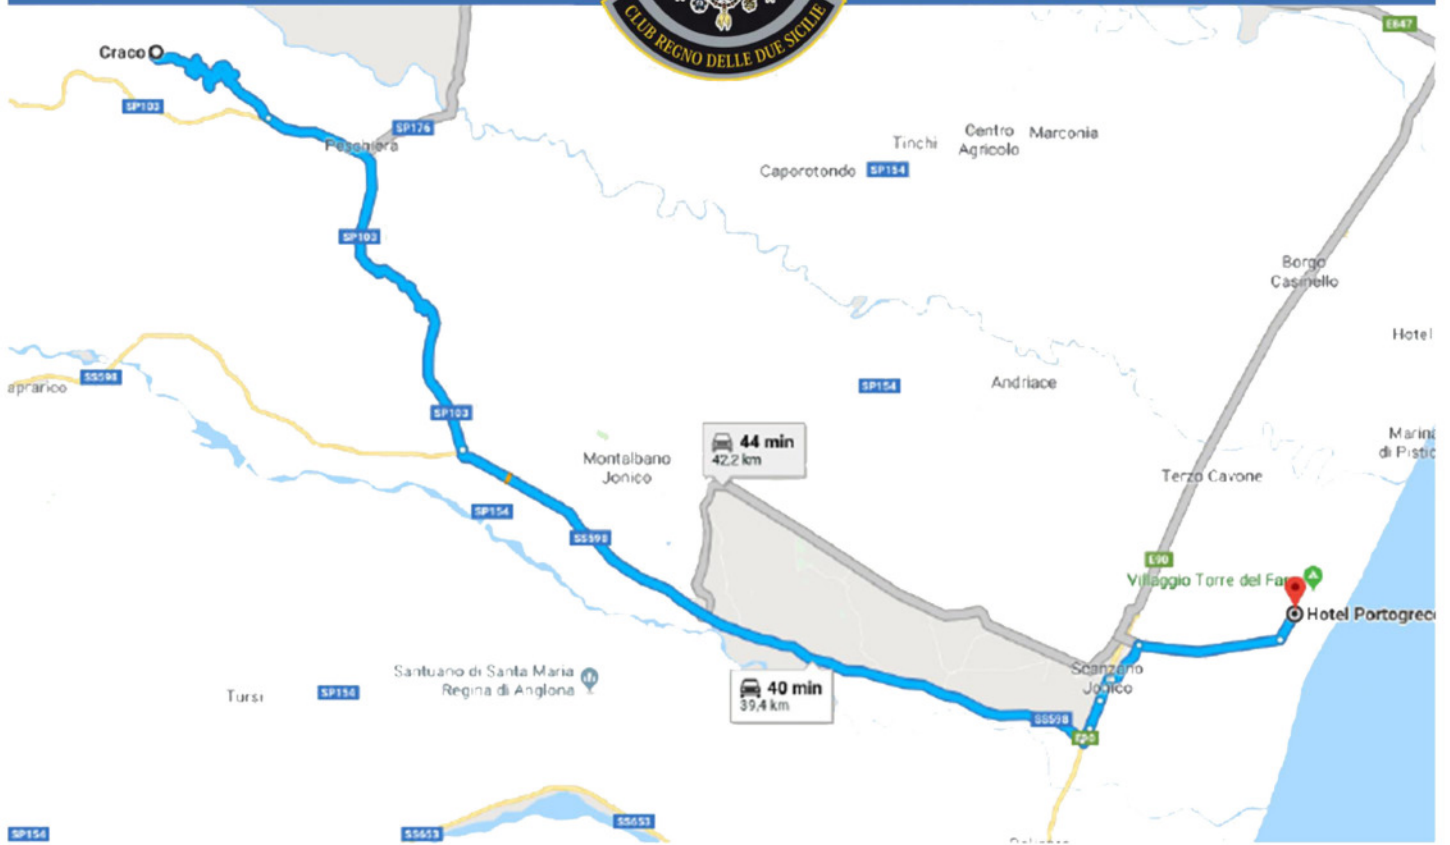 CLUB REGNO DELLE DUE SICILIE
E847
Craco
SP103
SP176
Peschiera
Tinchi
Centro
Agricolo
Marconia
Caporotondo
SP154
SP103
Borgo
Casinello
Hotel
SS598
aprarico
SP154
Andriace
SP103
44 min
42,2 km
Montalbano
Jonico
Marina
di Pistic
Terzo Cavone
SP154
SS598
E90
Villaggio Torre del Faro
Hotel Portogreco
Scanzano
Jonico
Santuario di Santa Maria
Regina di Anglona
Tursi
SP154
40 min
39,4 km
SS598
E90
SP154
SS653
SS653